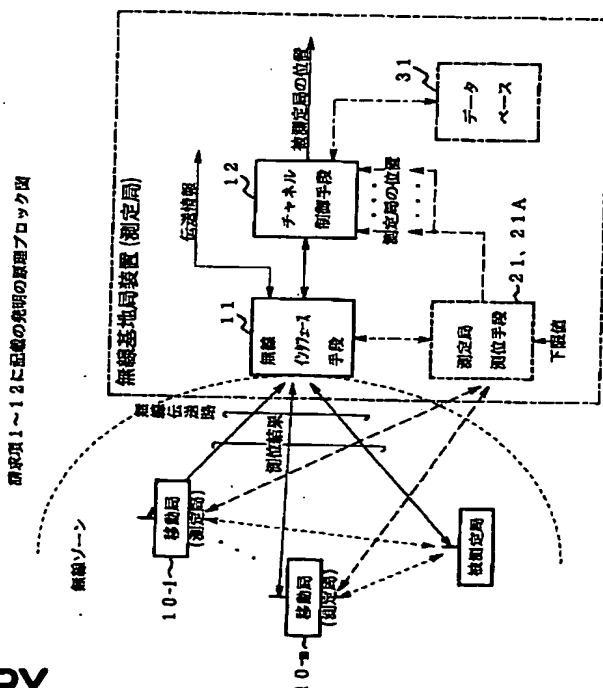 請求項1～12に記載の発明の原理ブロック図
無線ゾーン
無線基地局装置(測定局)
伝送情報
被測定局の位置
11
無線
インタフェース
手段
12
チャネル
制御手段
31
データ
ベース
測定局の位置
21、21A
測定局
測位手段
下限値
無線伝送路
測位結果
10-1
移動局
(測定局)
移動局
(測定局)
被測定局